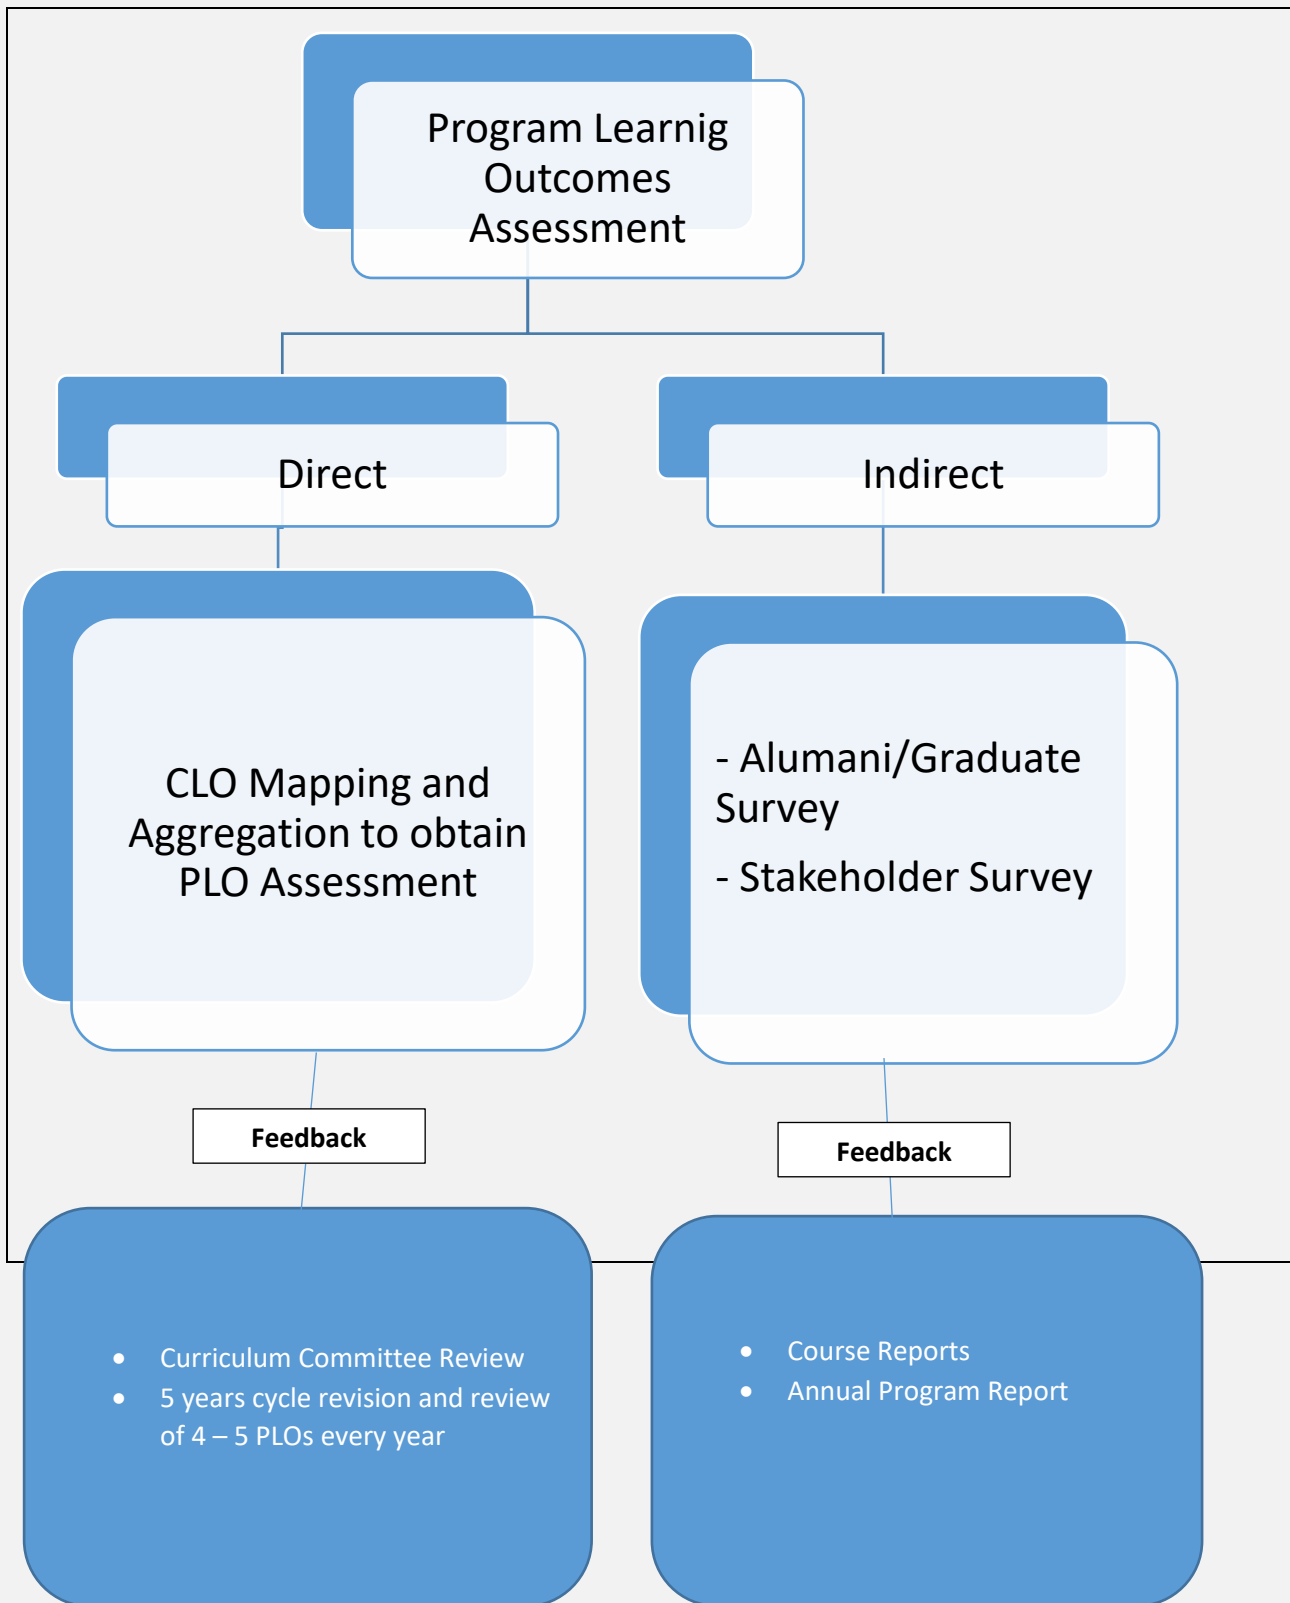 Program Learnig
Outcomes
Assessment
Direct
Indirect
CLO Mapping and
Aggregation to obtain
PLO Assessment
- Alumani/Graduate
Survey
- Stakeholder Survey
Feedback
Feedback
• Curriculum Committee Review
• 5 years cycle revision and review
of 4 – 5 PLOs every year
• Course Reports
• Annual Program Report